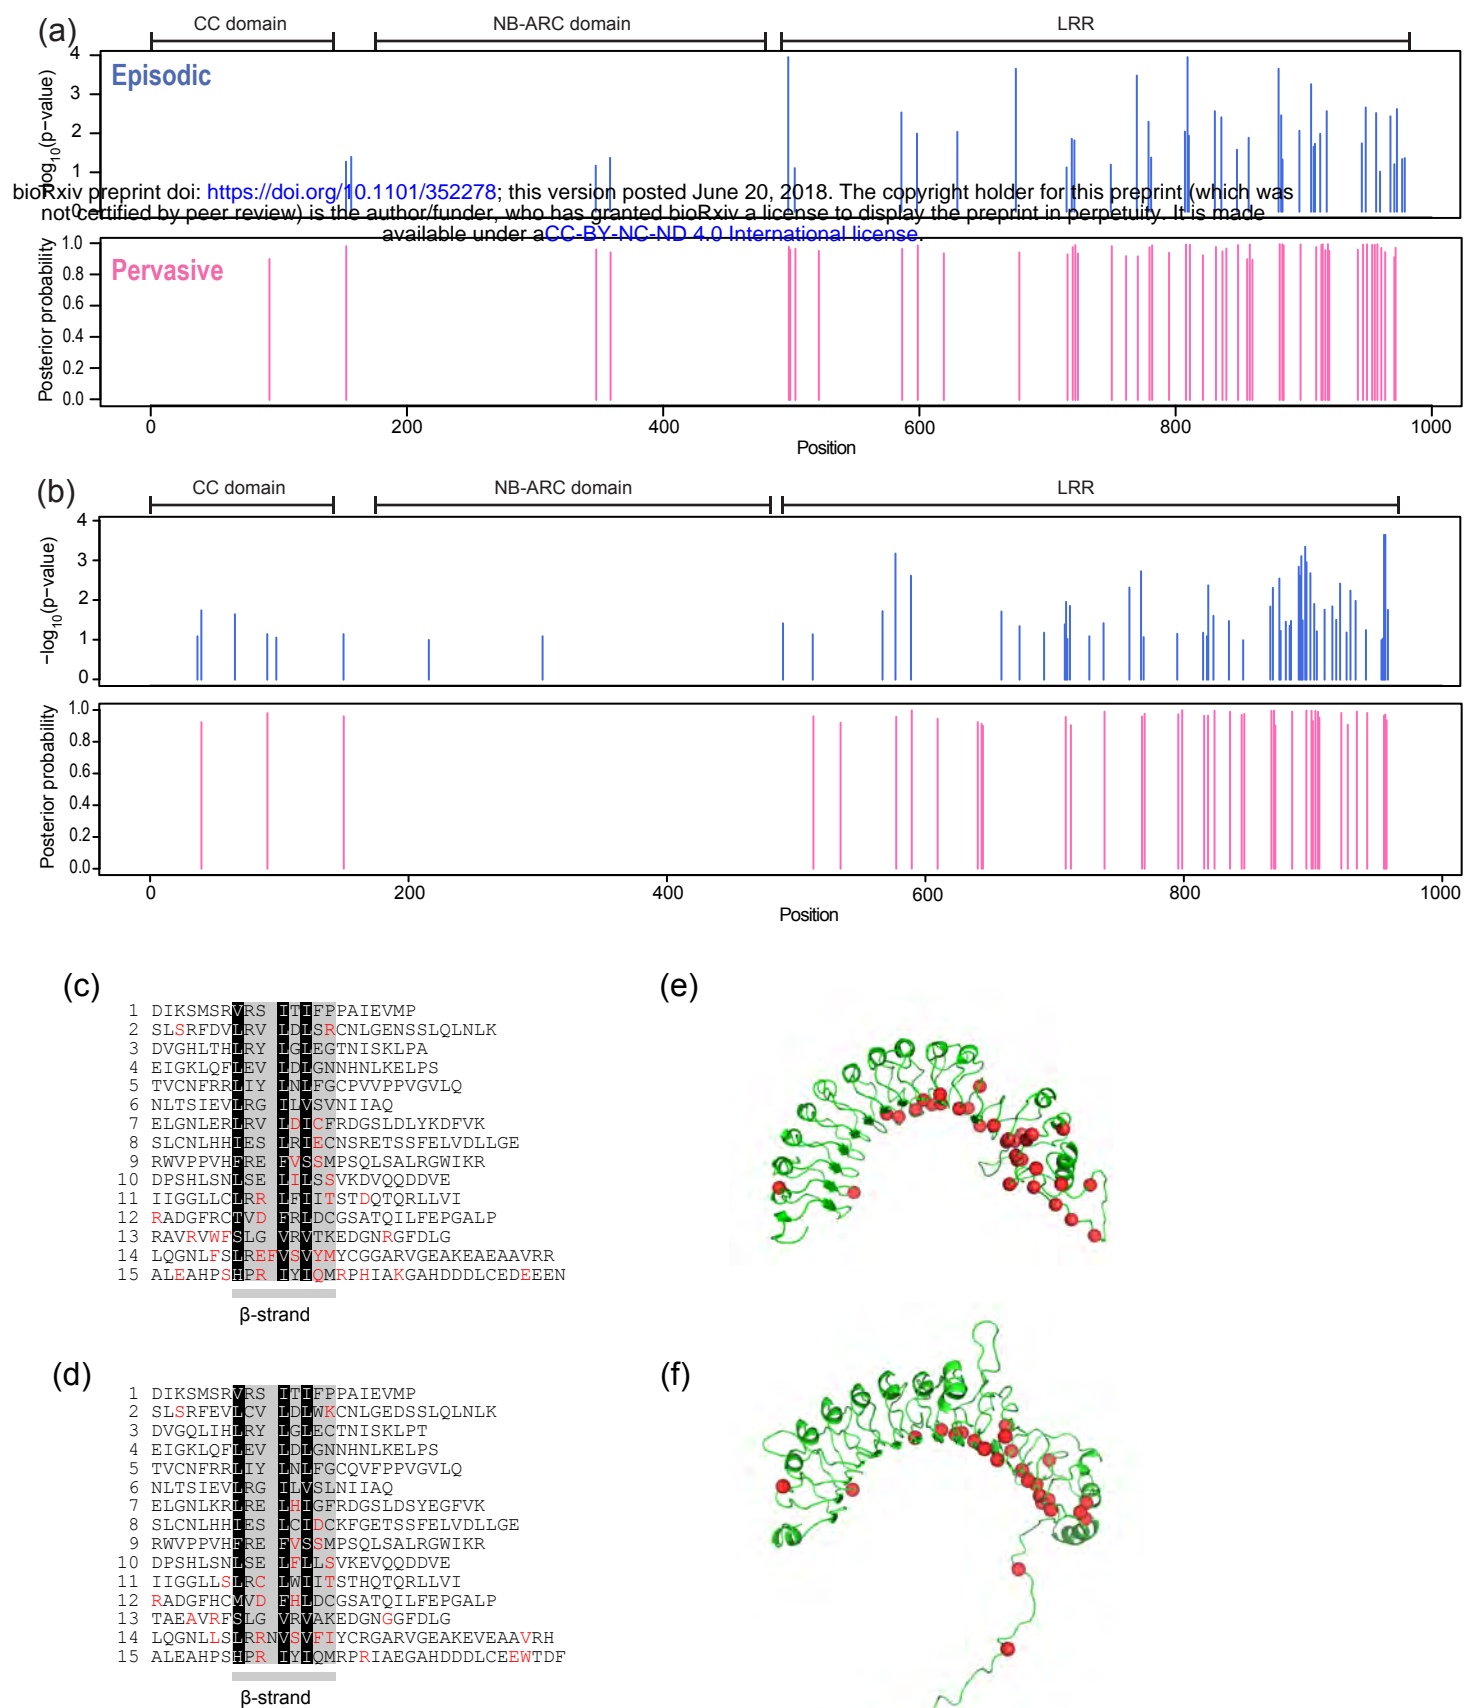 (a)
CC domain
NB-ARC domain
LRR
Episodic
−log10(p−value)
4
3
2
1
0
bioRxiv preprint doi: https://doi.org/10.1101/352278; this version posted June 20, 2018. The copyright holder for this preprint (which was
not certified by peer review) is the author/funder, who has granted bioRxiv a license to display the preprint in perpetuity. It is made
available under aCC-BY-NC-ND 4.0 International license.
Pervasive
Posterior probability
1.0
0.8
0.6
0.4
0.2
0.0
0 200 400 600 800 1000
Position
(b)
CC domain
NB-ARC domain
LRR
−log10(p−value)
4
3
2
1
0
Posterior probability
1.0
0.8
0.6
0.4
0.2
0.0
0 200 400 600 800 1000
Position
(c)
1 DIKSMSRVRS ITIFPPAIEVMP
2 SLSRFDVLRV LDLSRCNLGENSSLQLNLK
3 DVGHLTHLRY LGLEGTNISKLPA
4 EIGKLQFLEV LDLGNNHNLKELPS
5 TVCNFRRLIY LNLFGCPVVPPVGVLQ
6 NLTSIEVLRG ILVSVNIIAQ
7 ELGNLERLRV LDICFRDGSLDLYKDFVK
8 SLCNLHHIES LRIECNSRETSSFELVDLLGE
9 RWVPPVHFRE FVSSMPSQLSALRGWIKR
10 DPSHLSNLSE LILSSVKDVQQDDVE
11 IIGGLLCLRR LFIITSTDQTQRLLVI
12 RADGFRCTVD FRLDCGSATQILFEPGALP
13 RAVRVWFSLG VRVTKEDGNRGFDLG
14 LQGNLFSLREFVSVYMYCGGARVGEAKEAEAAVRR
15 ALEAHPSHPR IYIQMRPHIAKGAHDDDLCEDEEEN
β-strand
(d)
1 DIKSMSRVRS ITIFPPAIEVMP
2 SLSRFEVLCV LDLWKCNLGEDSSLQLNLK
3 DVGQLIHLRY LGLECTNISKLPT
4 EIGKLQFLEV LDLGNNHNLKELPS
5 TVCNFRRLIY LNLFGCQVFPPVGVLQ
6 NLTSIEVLRG ILVSLNIIAQ
7 ELGNLKRLRE LHIGFRDGSLDSYEGFVK
8 SLCNLHHIES LCIDCKFGETSSFELVDLLGE
9 RWVPPVHFRE FVSSMPSQLSALRGWIKR
10 DPSHLSNLSE LFLLSVKEVQQDDVE
11 IIGGLLSLRC LWIITSTHQTQRLLVI
12 RADGFHCMVD FHLDCGSATQILFEPGALP
13 TAEAVRFSLG VRVAKEDGNGGFDLG
14 LQGNLLSLRRNVSVFIYCRGARVGEAKEVEAAVRH
15 ALEAHPSHPR IYIQMRPRIAEGAHDDDLCEEWTDF
β-strand
(e)
(f)